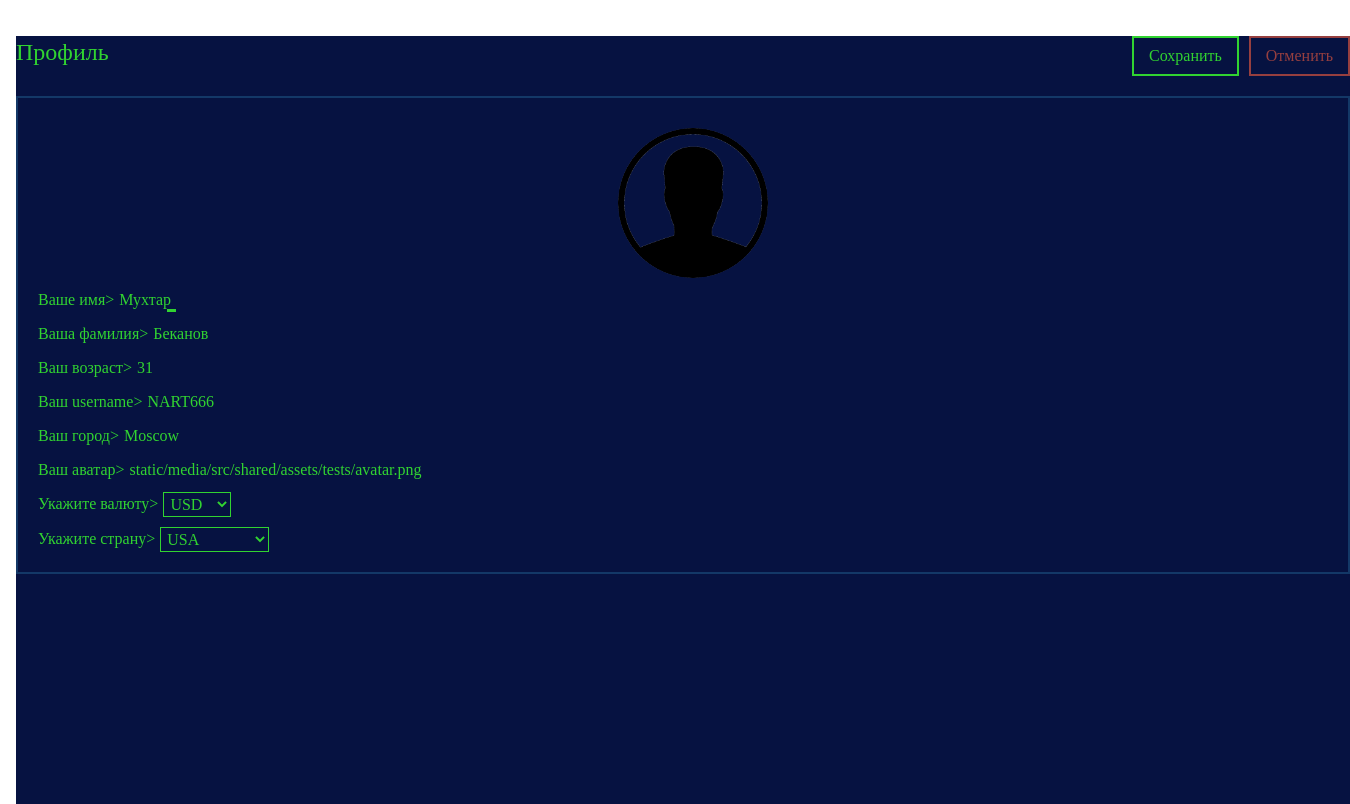 Профиль
Сохранить
Отменить
Ваше имя> Мухтар
Ваша фамилия> Беканов
Ваш возраст> 31
Ваш username> NART666
Ваш город> Moscow
Ваш аватар> static/media/src/shared/assets/tests/avatar.png
Укажите валюту> USD
Укажите страну> USA